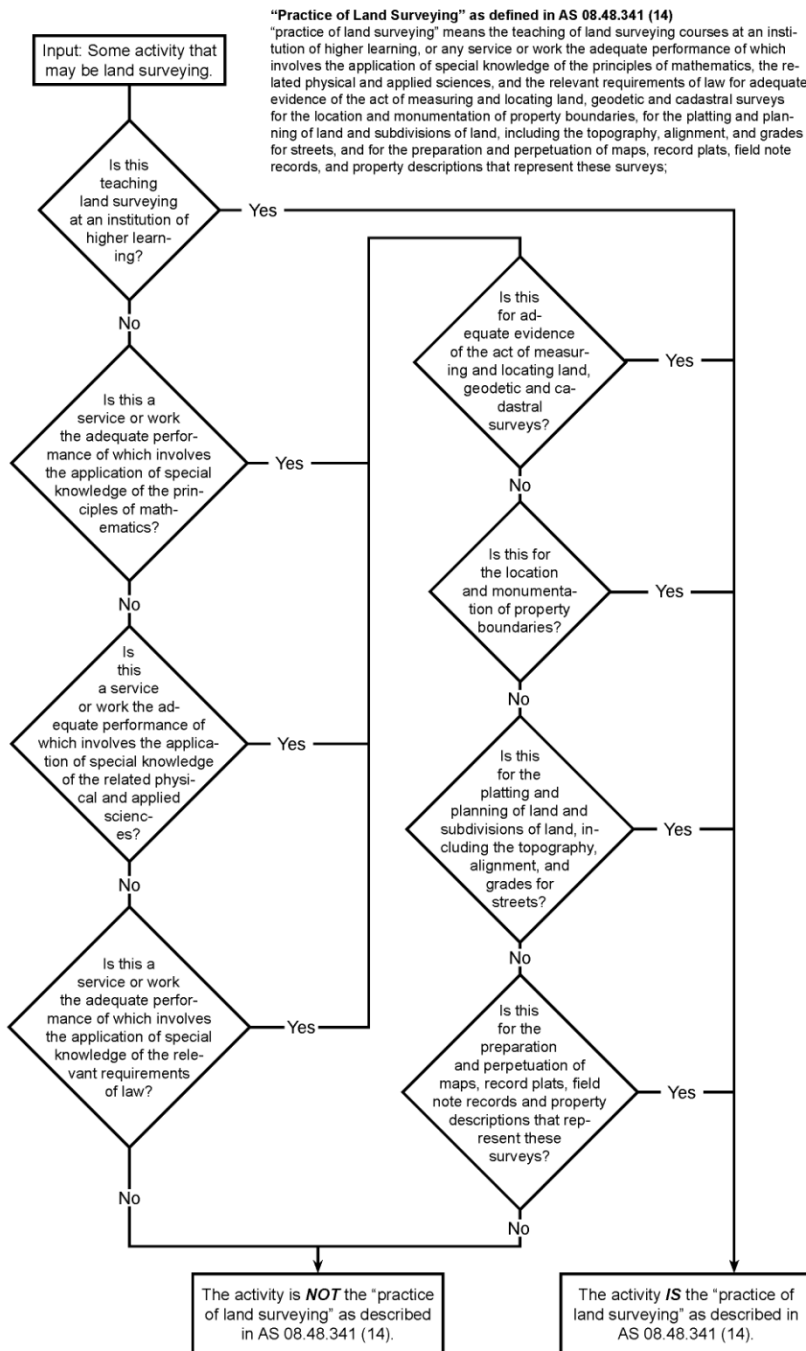 “Practice of Land Surveying” as defined in AS 08.48.341 (14)
“practice of land surveying” means the teaching of land surveying courses at an insti-
tution of higher learning, or any service or work the adequate performance of which
involves the application of special knowledge of the principles of mathematics, the re-
lated physical and applied sciences, and the relevant requirements of law for adequate
evidence of the act of measuring and locating land, geodetic and cadastral surveys
for the location and monumentation of property boundaries, for the platting and plan-
ning of land and subdivisions of land, including the topography, alignment, and grades
for streets, and for the preparation and perpetuation of maps, record plats, field note
records, and property descriptions that represent these surveys;
Input: Some activity that
may be land surveying.
Is this
teaching
land surveying
at an institution of
higher learn-
ing?
Yes
No
Is this a
service or work
the adequate perfor-
mance of which involves
the application of special
knowledge of the prin-
ciples of math-
ematics?
Yes
No
Is
this
a service
or work the ad-
equate performance of
which involves the applica-
tion of special knowledge
of the related physi-
cal and applied
scienc-
es?
Yes
No
Is this a
service or work
the adequate perfor-
mance of which involves
the application of special
knowledge of the rele-
vant requirements
of law?
Yes
No
Is this
for ad-
equate evidence
of the act of measur-
ing and locating land,
geodetic and ca-
dastral
surveys?
Yes
No
Is this for
the location
and monumenta-
tion of property
boundaries?
Yes
No
Is this
for the
platting and
planning of land and
subdivisions of land, in-
cluding the topography,
alignment, and
grades for
streets?
Yes
No
Is this
for the
preparation
and perpetuation of
maps, record plats, field
note records and property
descriptions that rep-
resent these
surveys?
Yes
No
The activity is NOT the “practice
of land surveying” as described
in AS 08.48.341 (14).
The activity IS the “practice of
land surveying” as described in
AS 08.48.341 (14).